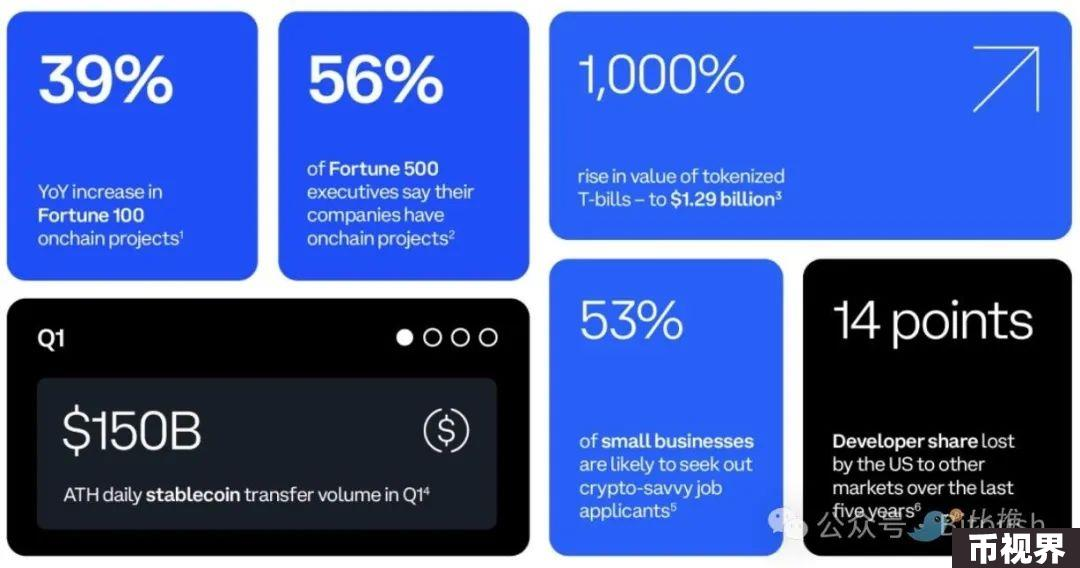 39%
YoY increase in
Fortune 100
onchain projects¹
56%
of Fortune 500
executives say their
companies have
onchain projects²
1,000%
rise in value of tokenized
T-bills – to $1.29 billion³
Q1
$150B
ATH daily stablecoin transfer volume in Q1⁴
53%
of small businesses
are likely to seek out
crypto-savvy job
applicants⁵
14 points
Developer share lost
by the US to other
markets over the last
five years⁶
公众号
币视界